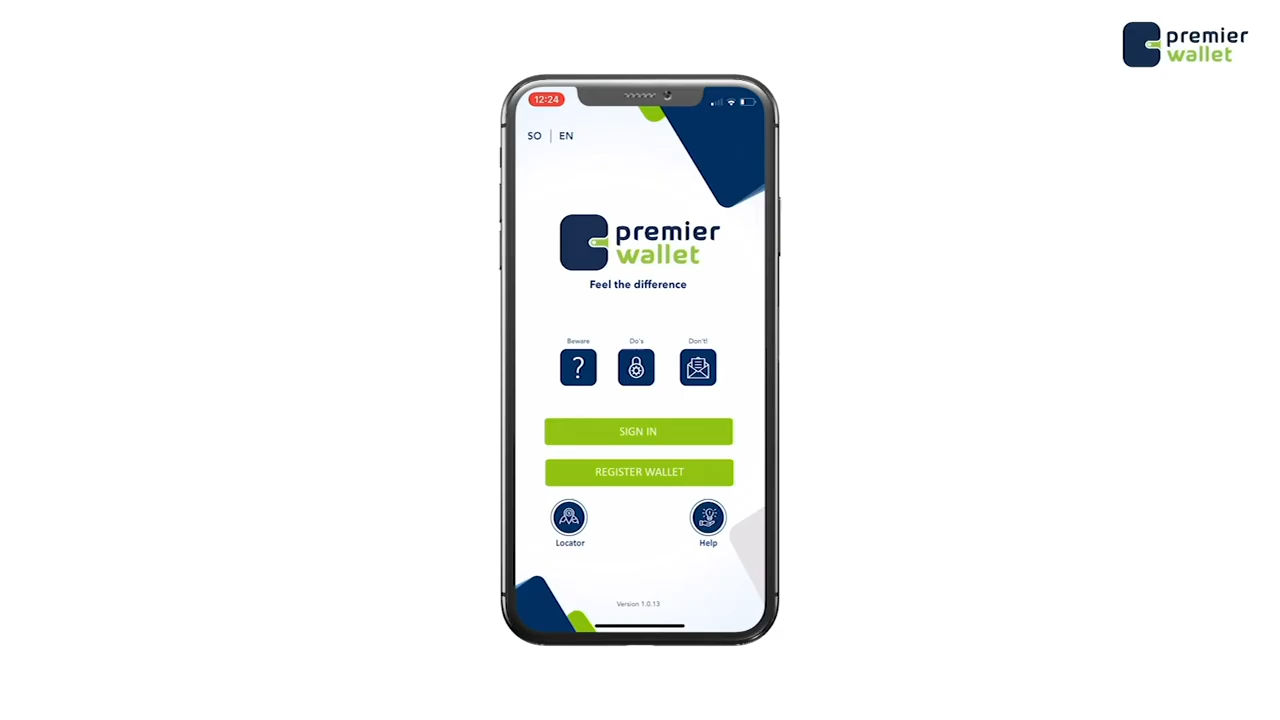 premier
wallet
12:24
SO | EN
premier
wallet
Feel the difference
Beware
Do's
Don't!
SIGN IN
REGISTER WALLET
Locator
Help
Version 1.0.13